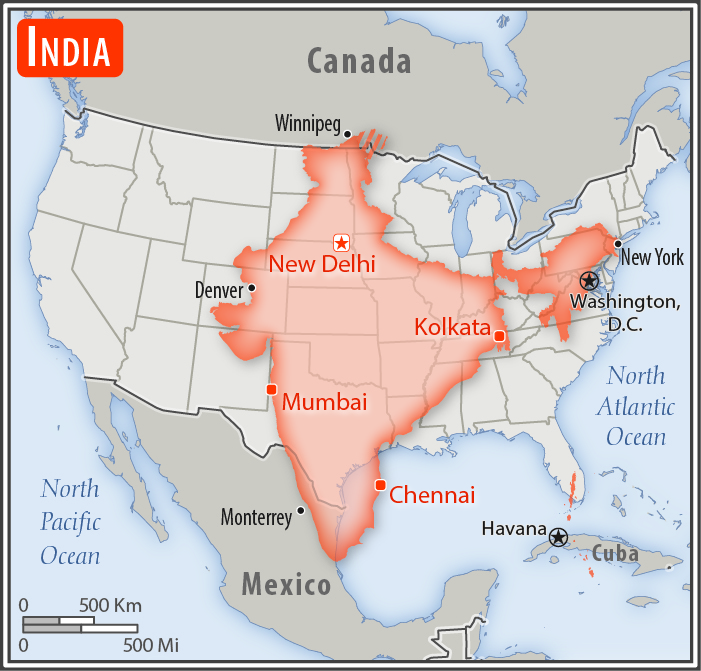 INDIA
Canada
Winnipeg
New Delhi
New York
Denver
Washington,
D.C.
Kolkata
Mumbai
North
Atlantic
Ocean
North
Pacific
Ocean
Chennai
Monterrey
Havana
Cuba
Mexico
0 500 Km
0 500 Mi